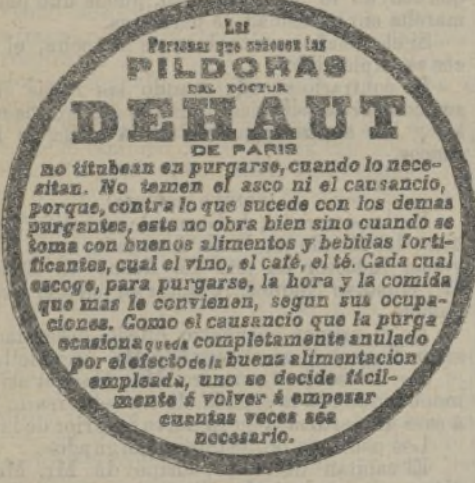 Las
Personas que conocen las
PILDORAS
DEL DOCTOR
DEHAUT
DE PARIS
no titubean en purgarse, cuando lo nece-
sitan. No temen el asco ni el causancio,
porque, contra lo que sucede con los demas
purgantes, este no obra bien sino cuando se
toma con buenos alimentos y bebidas forti-
ficantes, cual el vino, el café, el té. Cada cual
escoge, para purgarse, la hora y la comida
que mas le convienen, segun sus ocupa-
ciones. Como el causancio que la purga
ocasiona queda completamente anulado
por el efecto de la buena alimentacion
empleada, uno se decide fácil-
mente á volver á empezar
cuantas veces sea
necesario.